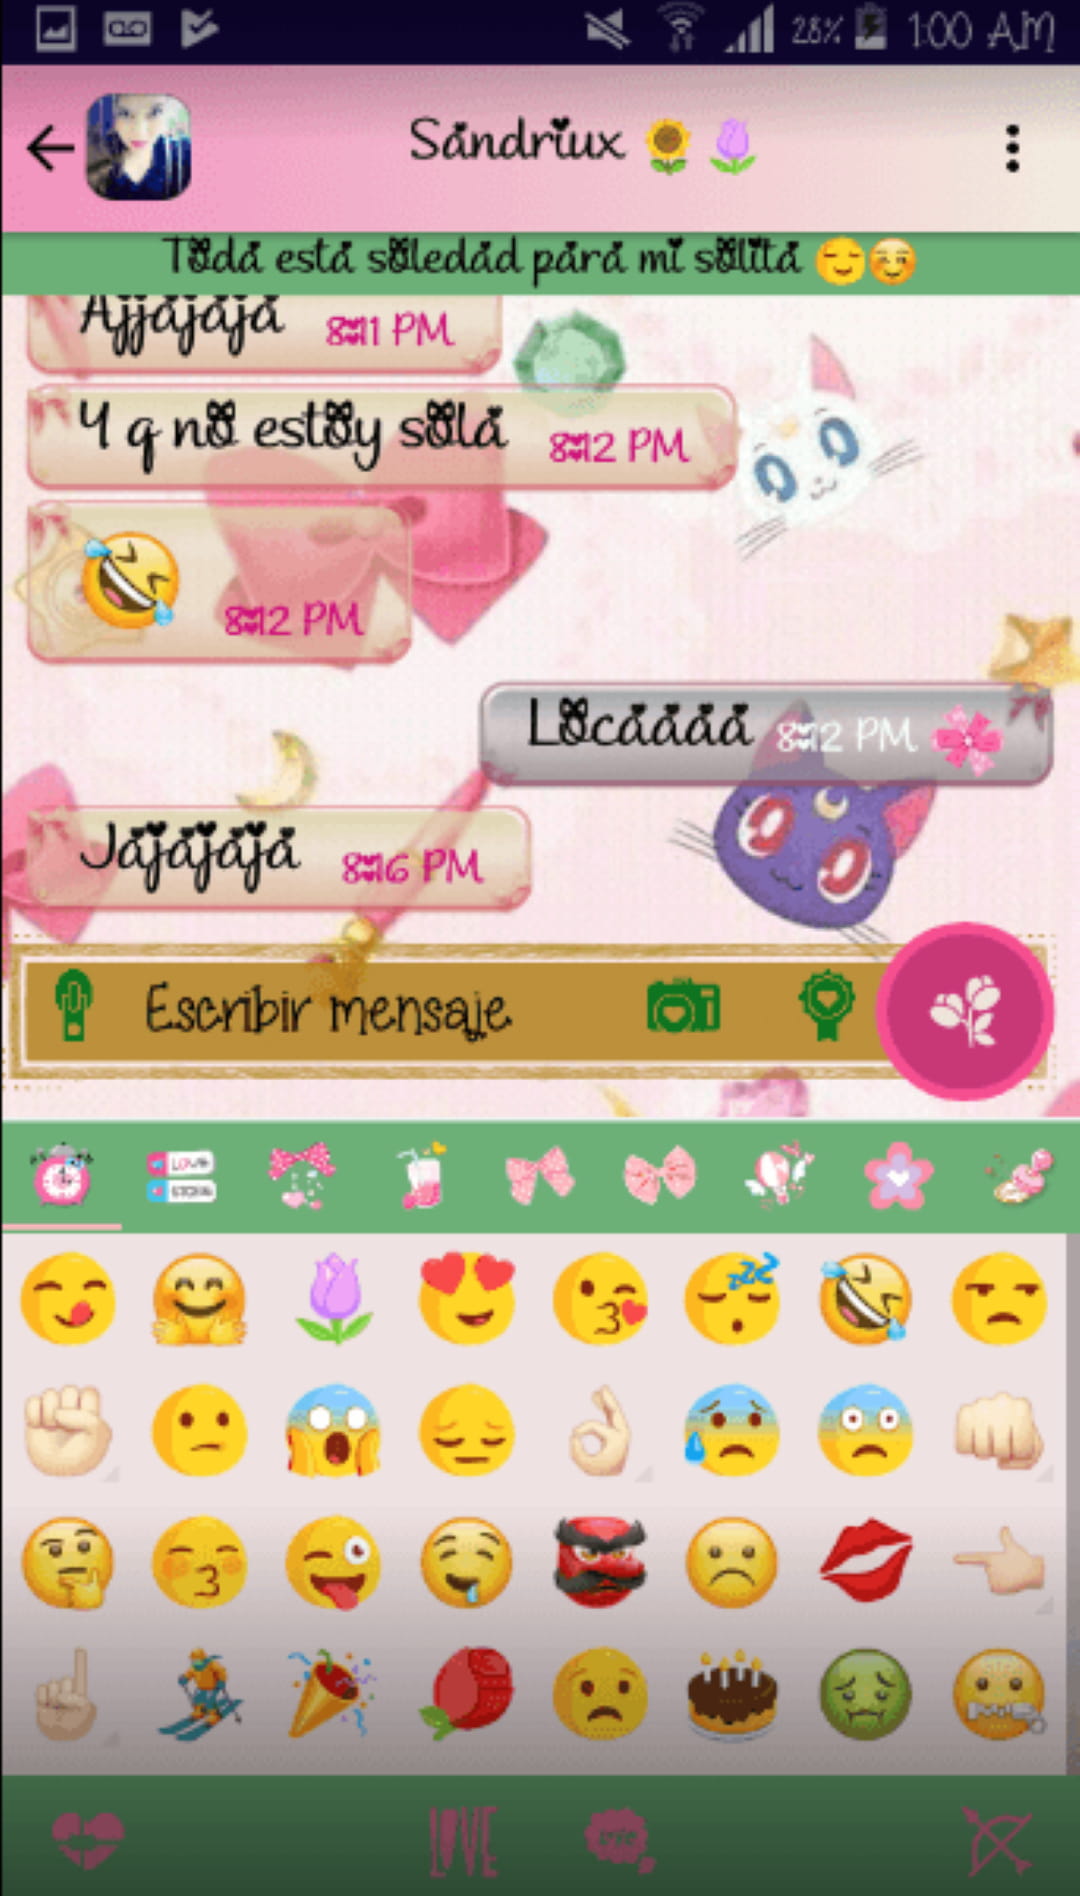 28% 1:00 AM
Sandriux
Toda esta soledad para mi solita
Ajjajaja 8:11 PM
Y q no estoy sola 8:12 PM
8:12 PM
Locaaaa 8:12 PM
Jajajaja 8:16 PM
Escribir mensaje
LOVE
LOVE